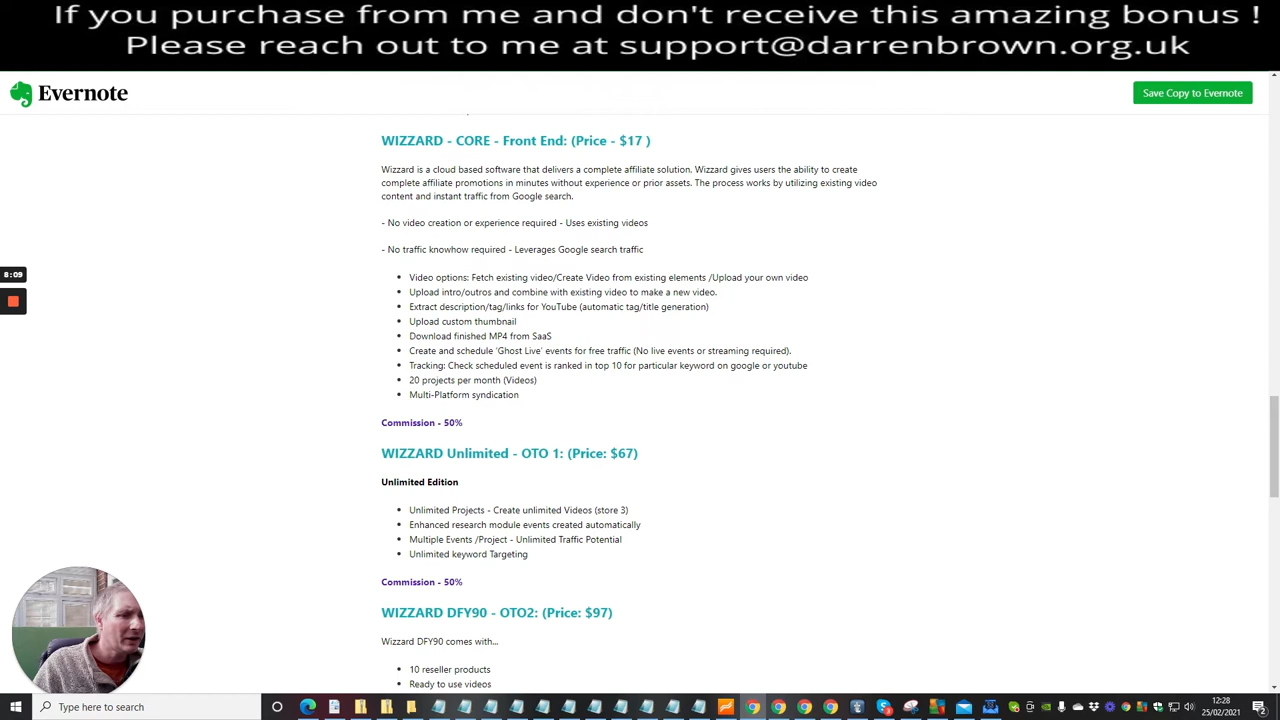 If you purchase from me and don't receive this amazing bonus !
Please reach out to me at support@darrenbrown.org.uk
Evernote
Save Copy to Evernote
WIZZARD - CORE - Front End: (Price - $17 )
Wizzard is a cloud based software that delivers a complete affiliate solution. Wizzard gives users the ability to create
complete affiliate promotions in minutes without experience or prior assets. The process works by utilizing existing video
content and instant traffic from Google search.
- No video creation or experience required - Uses existing videos
- No traffic knowhow required - Leverages Google search traffic
8:09
• Video options: Fetch existing video/Create Video from existing elements /Upload your own video
• Upload intro/outros and combine with existing video to make a new video.
• Extract description/tag/links for YouTube (automatic tag/title generation)
• Upload custom thumbnail
• Download finished MP4 from SaaS
• Create and schedule 'Ghost Live' events for free traffic (No live events or streaming required).
• Tracking: Check scheduled event is ranked in top 10 for particular keyword on google or youtube
• 20 projects per month (Videos)
• Multi-Platform syndication
Commission - 50%
WIZZARD Unlimited - OTO 1: (Price: $67)
Unlimited Edition
• Unlimited Projects - Create unlimited Videos (store 3)
• Enhanced research module events created automatically
• Multiple Events /Project - Unlimited Traffic Potential
• Unlimited keyword Targeting
Commission - 50%
WIZZARD DFY90 - OTO2: (Price: $97)
Wizzard DFY90 comes with...
• 10 reseller products
• Ready to use videos
Type here to search
12:28
25/02/2021